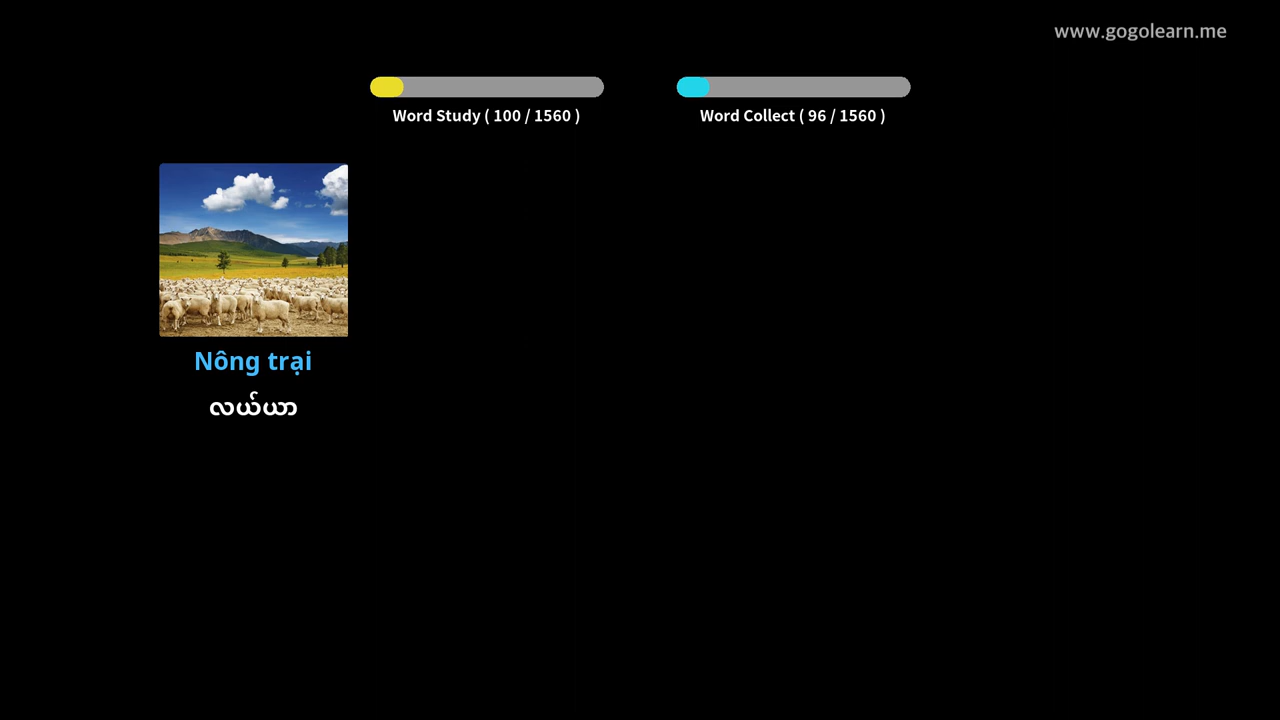 www.gogolearn.me
Word Study ( 100 / 1560 )
Word Collect ( 96 / 1560 )
Nông trại
လယ်ယာ